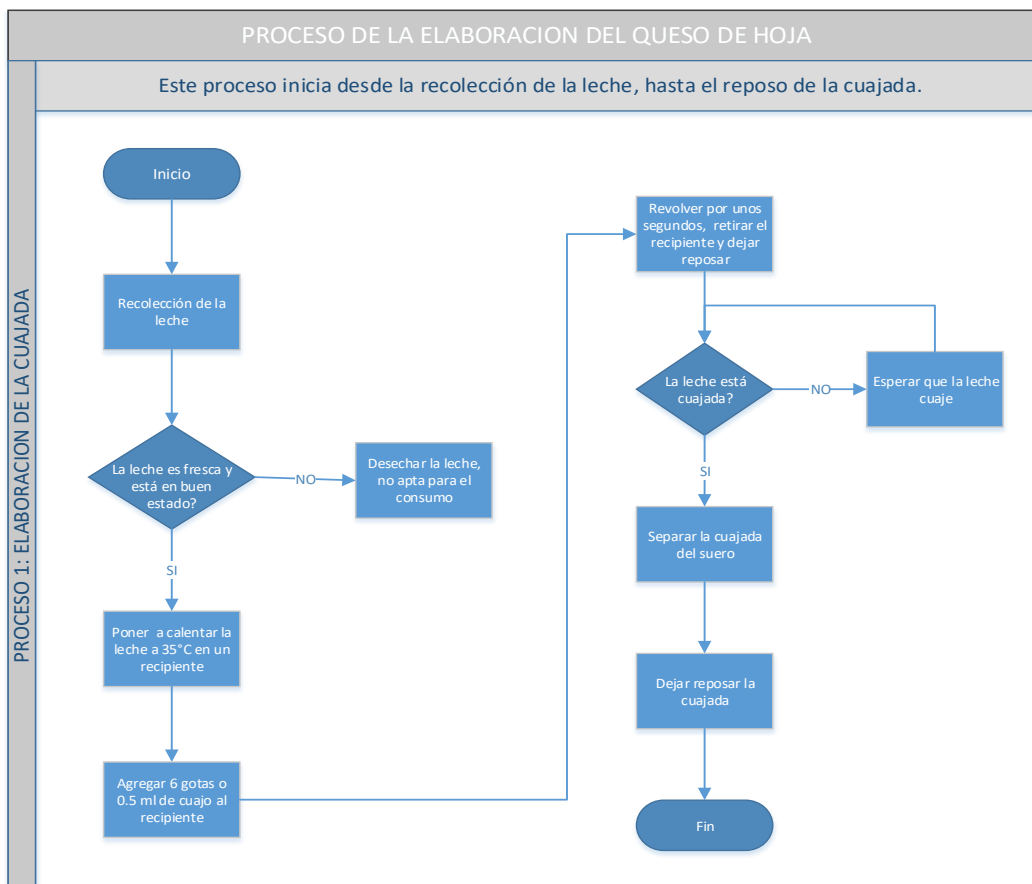 PROCESO DE LA ELABORACION DEL QUESO DE HOJA
Este proceso inicia desde la recolección de la leche, hasta el reposo de la cuajada.
PROCESO 1: ELABORACION DE LA CUAJADA
Inicio
Recolección de la
leche
La leche es fresca y
está en buen
estado?
NO
Desechar la leche,
no apta para el
consumo
SI
Poner a calentar la
leche a 35°C en un
recipiente
Agregar 6 gotas o
0.5 ml de cuajo al
recipiente
Revolver por unos
segundos, retirar el
recipiente y dejar
reposar
La leche está
cuajada?
NO
Esperar que la leche
cuaje
SI
Separar la cuajada
del suero
Dejar reposar la
cuajada
Fin